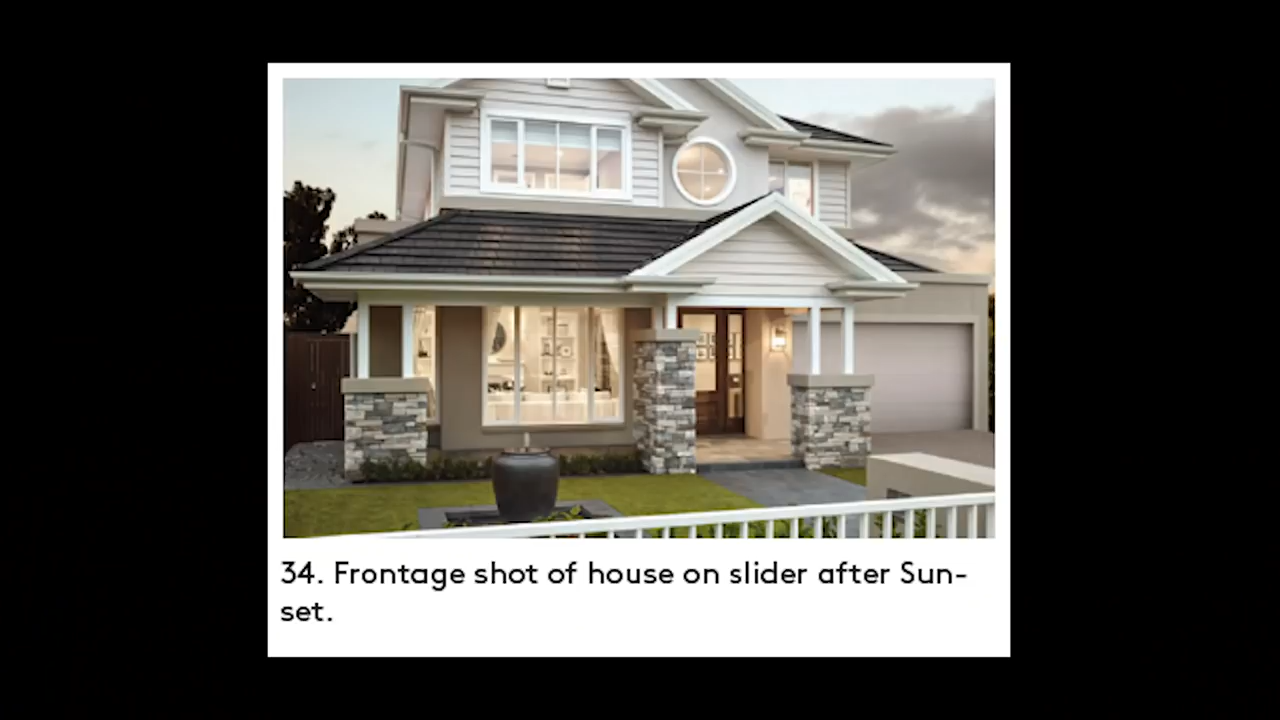 34. Frontage shot of house on slider after Sun-
set.